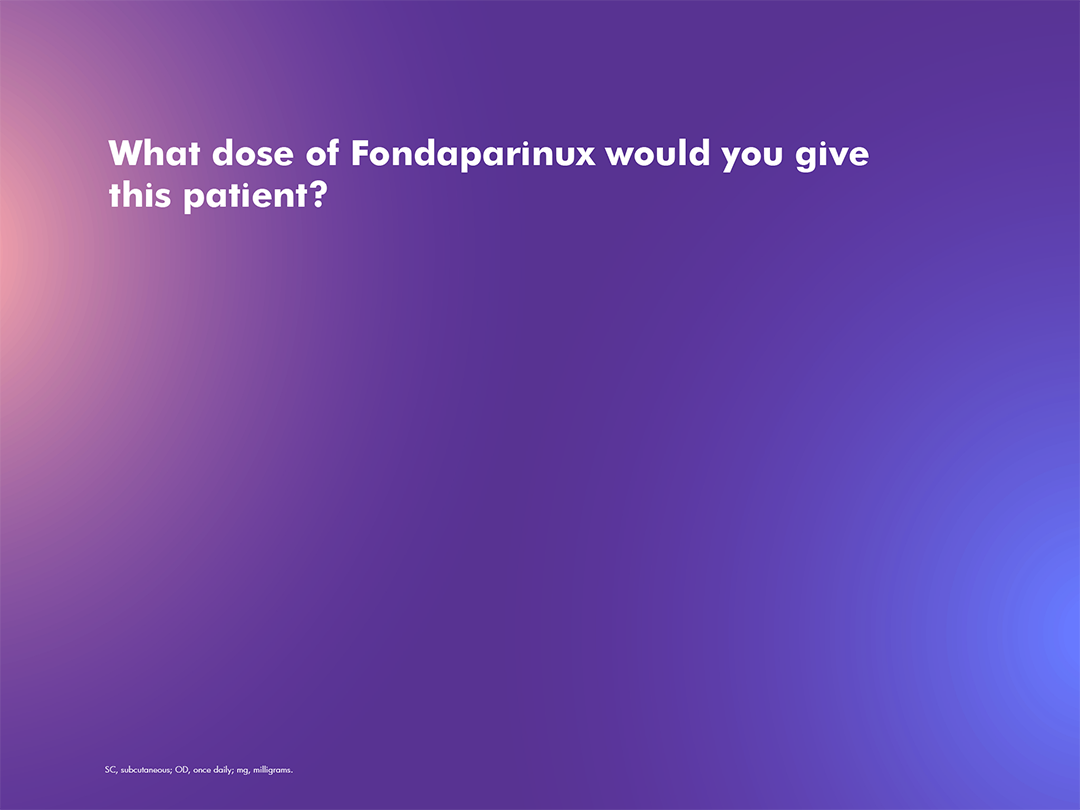 What dose of Fondaparinux would you give
this patient?
SC, subcutaneous; OD, once daily; mg, milligrams.